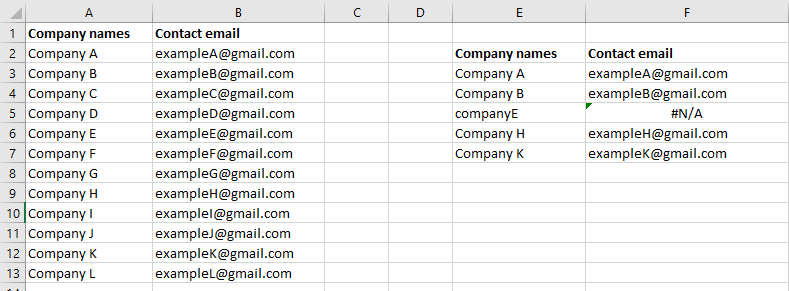 A B C D E F
1 Company names Contact email
2 Company A exampleA@gmail.com Company names Contact email
3 Company B exampleB@gmail.com Company A exampleA@gmail.com
4 Company C exampleC@gmail.com Company B exampleB@gmail.com
5 Company D exampleD@gmail.com companyE #N/A
6 Company E exampleE@gmail.com Company H exampleH@gmail.com
7 Company F exampleF@gmail.com Company K exampleK@gmail.com
8 Company G exampleG@gmail.com
9 Company H exampleH@gmail.com
10 Company I exampleI@gmail.com
11 Company J exampleJ@gmail.com
12 Company K exampleK@gmail.com
13 Company L exampleL@gmail.com